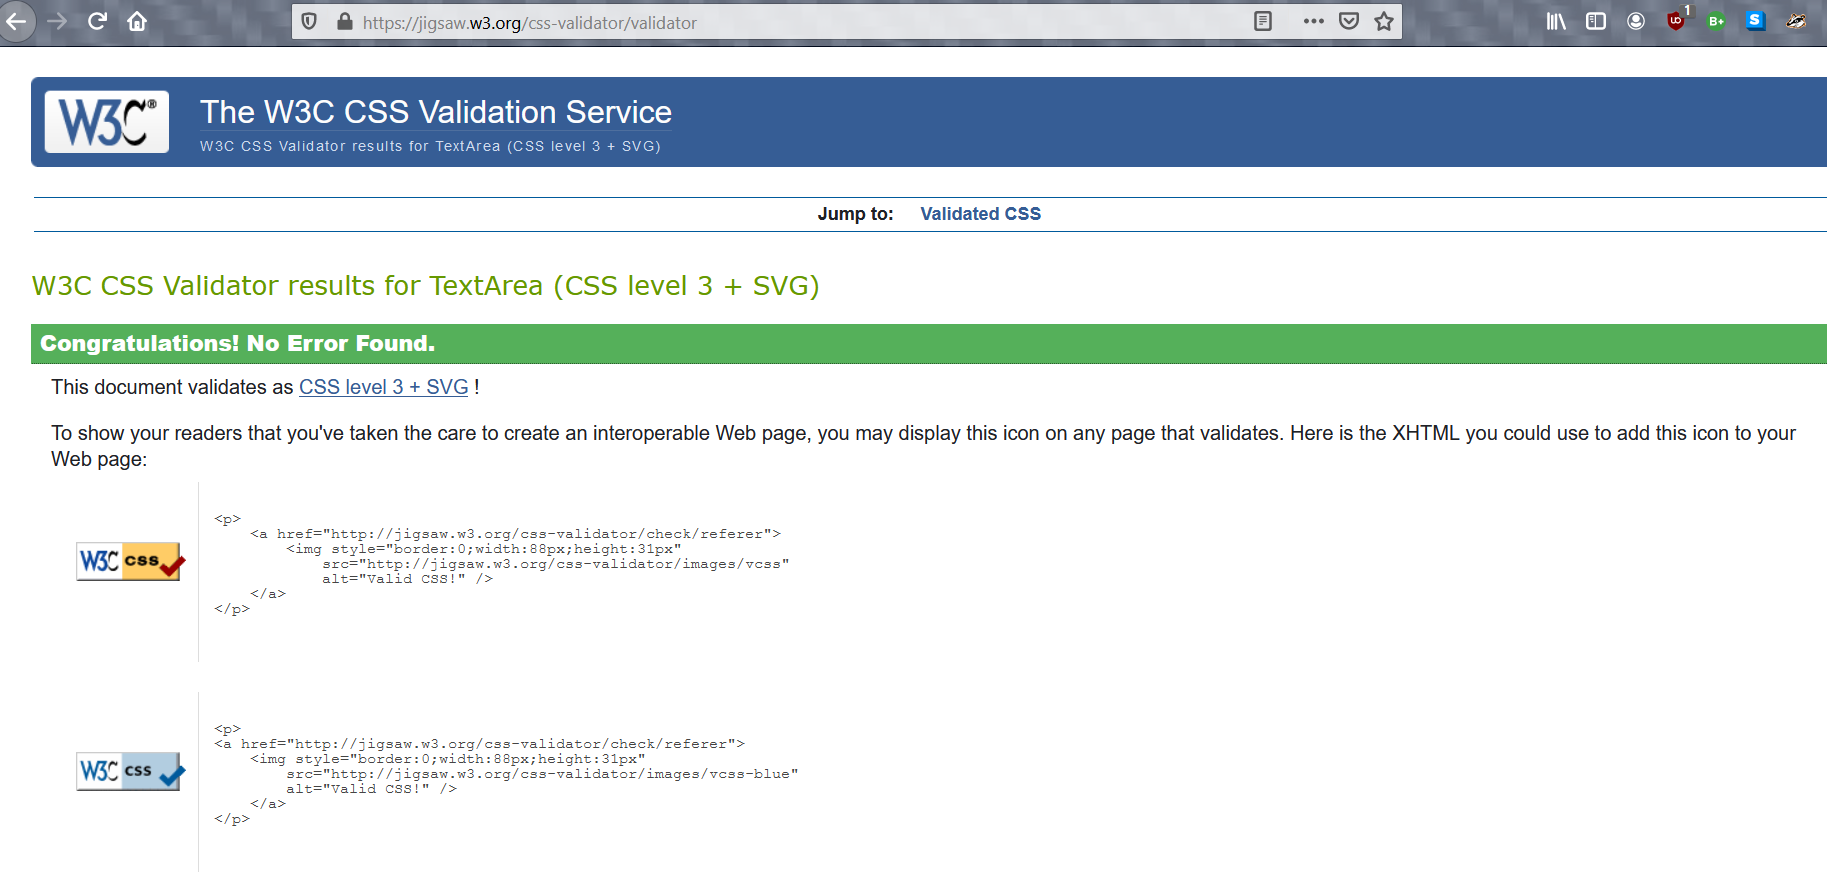 https://jigsaw.w3.org/css-validator/validator
1
B+
S
W3C®
The W3C CSS Validation Service
W3C CSS Validator results for TextArea (CSS level 3 + SVG)
Jump to: Validated CSS
W3C CSS Validator results for TextArea (CSS level 3 + SVG)
Congratulations! No Error Found.
This document validates as CSS level 3 + SVG !
To show your readers that you've taken the care to create an interoperable Web page, you may display this icon on any page that validates. Here is the XHTML you could use to add this icon to your
Web page:
W3C css
<p>
<a href="http://jigsaw.w3.org/css-validator/check/referer">
<img style="border:0;width:88px;height:31px"
src="http://jigsaw.w3.org/css-validator/images/vcss"
alt="Valid CSS!" />
</a>
</p>
W3C css
<p>
<a href="http://jigsaw.w3.org/css-validator/check/referer">
<img style="border:0;width:88px;height:31px"
src="http://jigsaw.w3.org/css-validator/images/vcss-blue"
alt="Valid CSS!" />
</a>
</p>